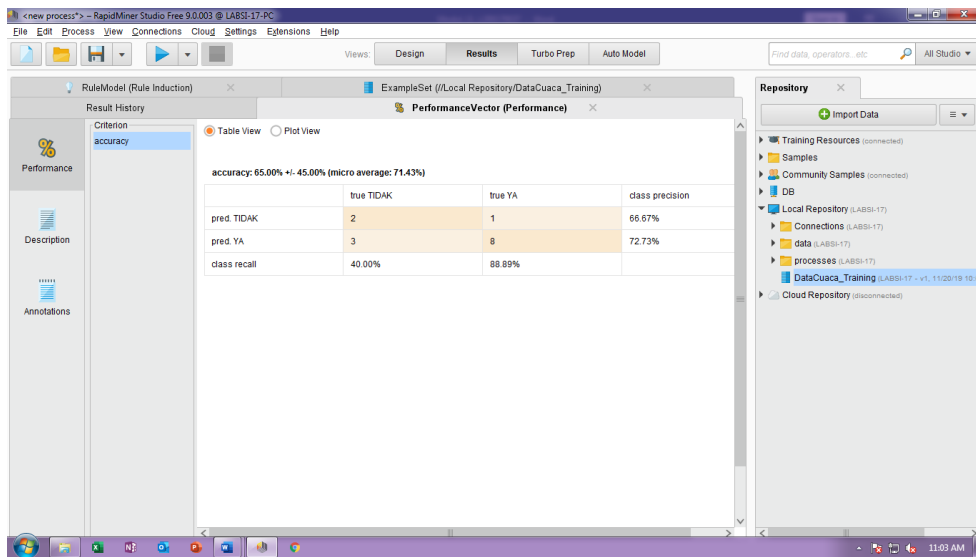 <new process*> – RapidMiner Studio Free 9.0.003 @ LABSI-17-PC
File Edit Process View Connections Cloud Settings Extensions Help
Views: Design Results Turbo Prep Auto Model
Find data, operators...etc
All Studio
RuleModel (Rule Induction)
ExampleSet (//Local Repository/DataCuaca_Training)
Result History
PerformanceVector (Performance)
Performance
Description
Annotations
Criterion
accuracy
Table View Plot View
accuracy: 65.00% +/- 45.00% (micro average: 71.43%)
true TIDAK true YA class precision
pred. TIDAK 2 1 66.67%
pred. YA 3 8 72.73%
class recall 40.00% 88.89%
Repository
Import Data
Training Resources (connected)
Samples
Community Samples (connected)
DB
Local Repository (LABSI-17)
Connections (LABSI-17)
data (LABSI-17)
processes (LABSI-17)
DataCuaca_Training (LABSI-17 - v1, 11/20/19 10:
Cloud Repository (disconnected)
11:03 AM